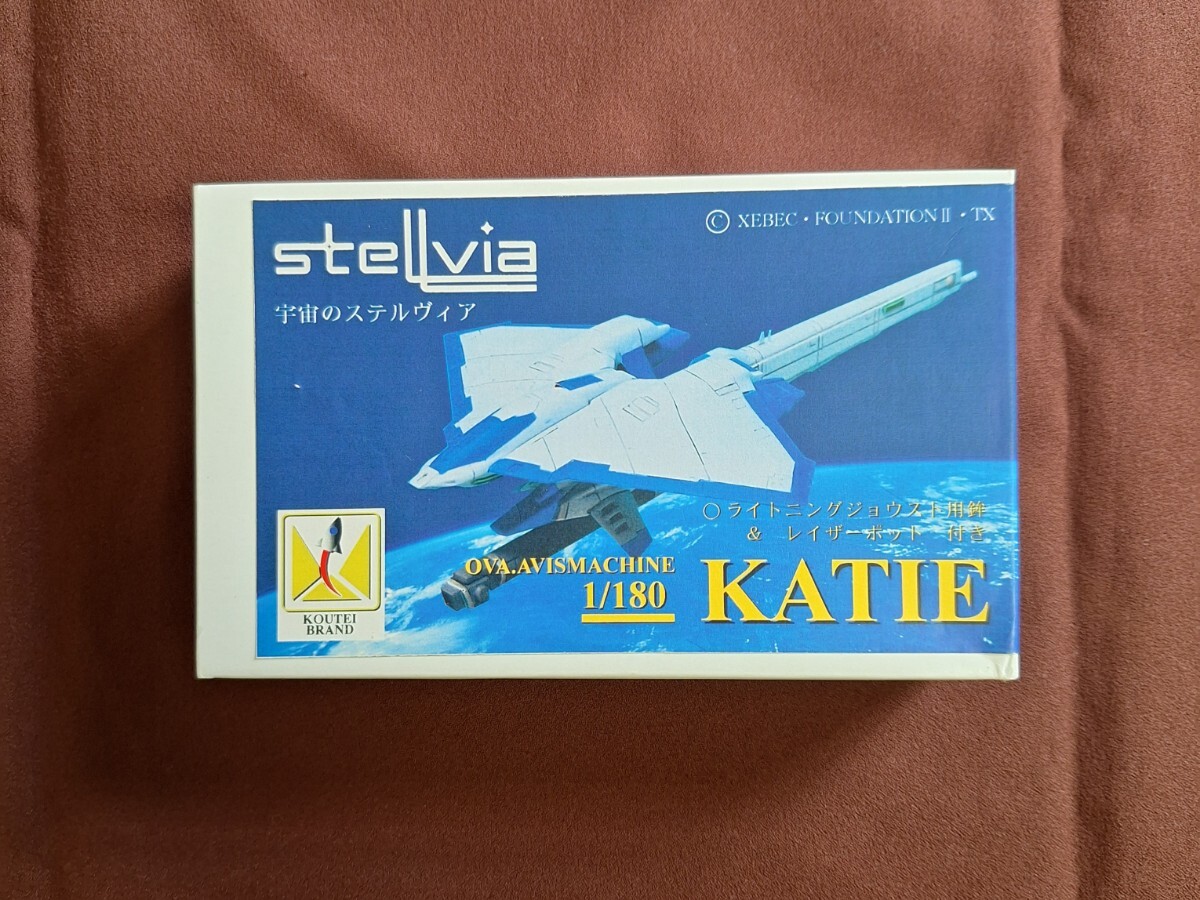 stellvia
宇宙のステルヴィア
© XEBEC・FOUNDATION II・TX
○ライトニングジョウスト用鉾
& レイザーポット 付き
OVA.AVISMACHINE
1/180
KATIE
KOUTEI
BRAND